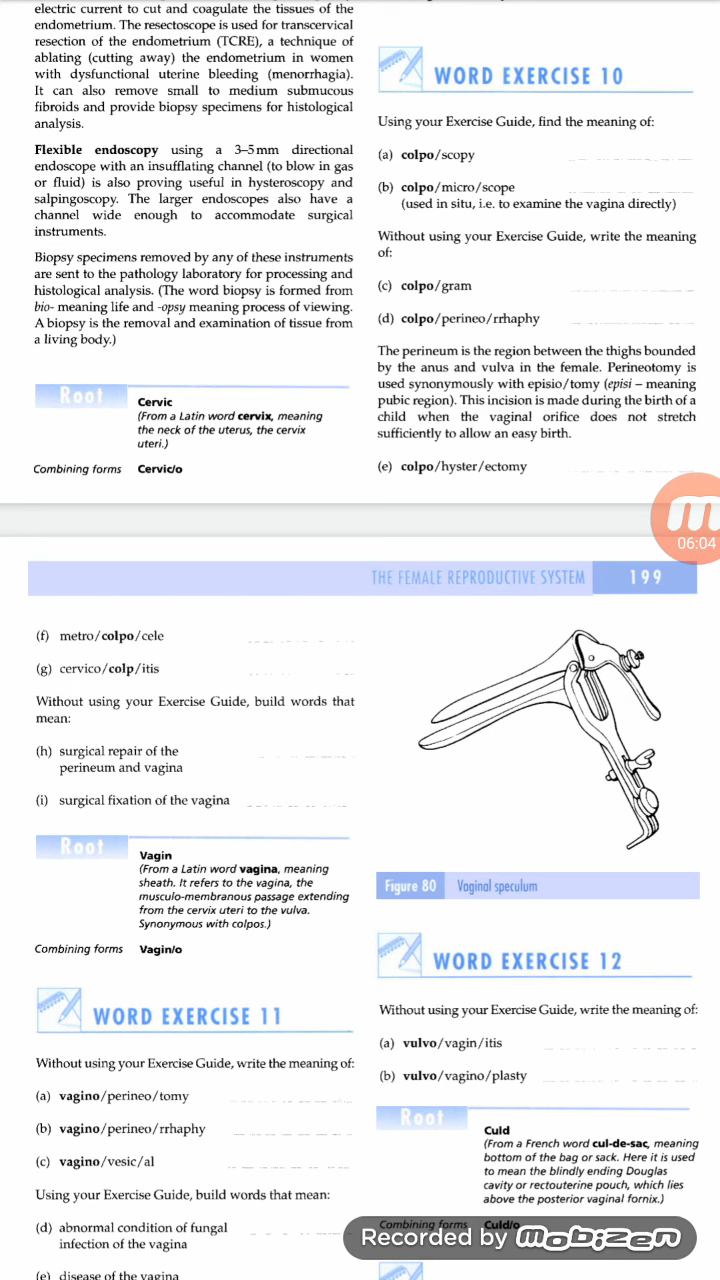 electric current to cut and coagulate the tissues of the
endometrium. The resectoscope is used for transcervical
resection of the endometrium (TCRE), a technique of
ablating (cutting away) the endometrium in women
with dysfunctional uterine bleeding (menorrhagia).
It can also remove small to medium submucous
fibroids and provide biopsy specimens for histological
analysis.
Flexible endoscopy using a 3–5 mm directional
endoscope with an insufflating channel (to blow in gas
or fluid) is also proving useful in hysteroscopy and
salpingoscopy. The larger endoscopes also have a
channel wide enough to accommodate surgical
instruments.
Biopsy specimens removed by any of these instruments
are sent to the pathology laboratory for processing and
histological analysis. (The word biopsy is formed from
bio- meaning life and -opsy meaning process of viewing.
A biopsy is the removal and examination of tissue from
a living body.)
Root
Cervic
(From a Latin word cervix, meaning
the neck of the uterus, the cervix
uteri.)
Combining forms Cervic/o
WORD EXERCISE 10
Using your Exercise Guide, find the meaning of:
(a) colpo/scopy
(b) colpo/micro/scope
(used in situ, i.e. to examine the vagina directly)
Without using your Exercise Guide, write the meaning
of:
(c) colpo/gram
(d) colpo/perineo/rrhaphy
The perineum is the region between the thighs bounded
by the anus and vulva in the female. Perineotomy is
used synonymously with episio/tomy (episi – meaning
pubic region). This incision is made during the birth of a
child when the vaginal orifice does not stretch
sufficiently to allow an easy birth.
(e) colpo/hyster/ectomy
06:04
THE FEMALE REPRODUCTIVE SYSTEM 199
(f) metro/colpo/cele
(g) cervico/colp/itis
Without using your Exercise Guide, build words that
mean:
(h) surgical repair of the
perineum and vagina
(i) surgical fixation of the vagina
Root
Vagin
(From a Latin word vagina, meaning
sheath. It refers to the vagina, the
musculo-membranous passage extending
from the cervix uteri to the vulva.
Synonymous with colpos.)
Combining forms Vagin/o
WORD EXERCISE 11
Without using your Exercise Guide, write the meaning of:
(a) vagino/perineo/tomy
(b) vagino/perineo/rrhaphy
(c) vagino/vesic/al
Using your Exercise Guide, build words that mean:
(d) abnormal condition of fungal
infection of the vagina
(e) disease of the vagina
Figure 80 Vaginal speculum
WORD EXERCISE 12
Without using your Exercise Guide, write the meaning of:
(a) vulvo/vagin/itis
(b) vulvo/vagino/plasty
Root
Culd
(From a French word cul-de-sac, meaning
bottom of the bag or sack. Here it is used
to mean the blindly ending Douglas
cavity or rectouterine pouch, which lies
above the posterior vaginal fornix.)
Combining forms Culd/o
Recorded by mobizen